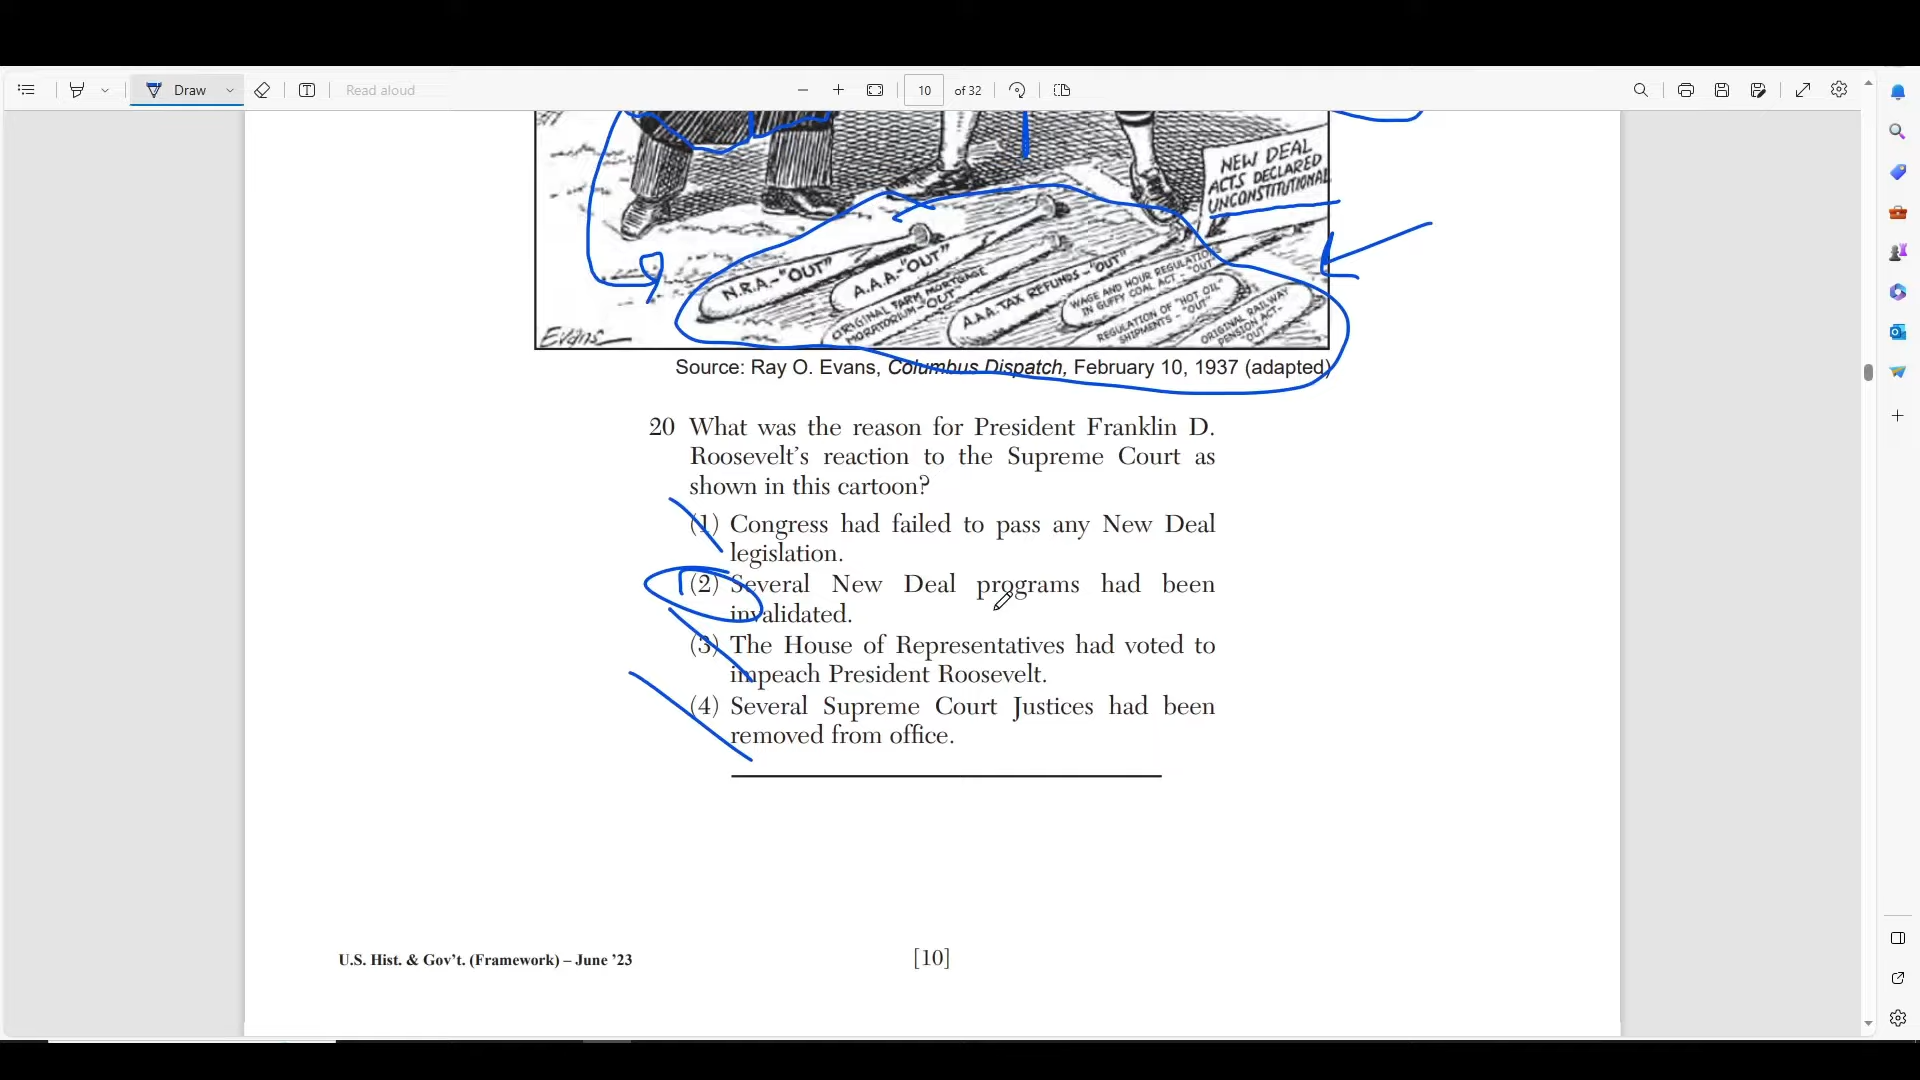 Draw
Read aloud
10 of 32
NEW DEAL
ACTS DECLARED
UNCONSTITUTIONAL
N.R.A.-"OUT"
A.A.A.-"OUT"
ORIGINAL FARM MORTGAGE
MORATORIUM-"OUT"
A.A.A. TAX REFUNDS-"OUT"
WAGE AND HOUR REGULATION
IN GUFFY COAL ACT-"OUT"
REGULATION OF "HOT OIL"
SHIPMENTS-"OUT"
ORIGINAL RAILWAY
PENSION ACT-
"OUT"
Evans
Source: Ray O. Evans, Columbus Dispatch, February 10, 1937 (adapted)
20 What was the reason for President Franklin D.
Roosevelt's reaction to the Supreme Court as
shown in this cartoon?
(1) Congress had failed to pass any New Deal
legislation.
(2) Several New Deal programs had been
invalidated.
(3) The House of Representatives had voted to
impeach President Roosevelt.
(4) Several Supreme Court Justices had been
removed from office.
U.S. Hist. & Gov't. (Framework) – June '23 [10]